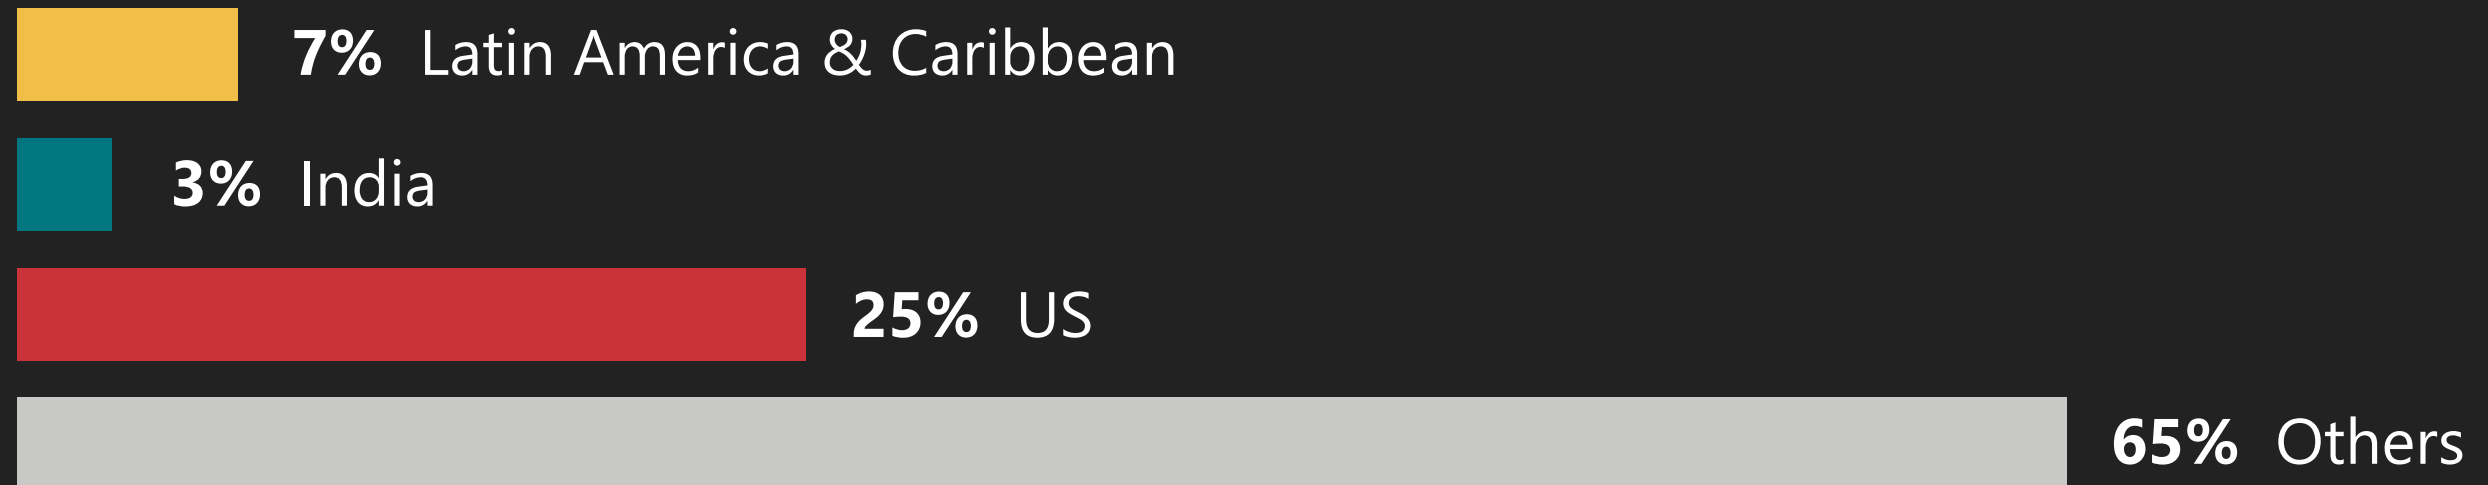 7% Latin America & Caribbean
3% India
25% US
65% Others